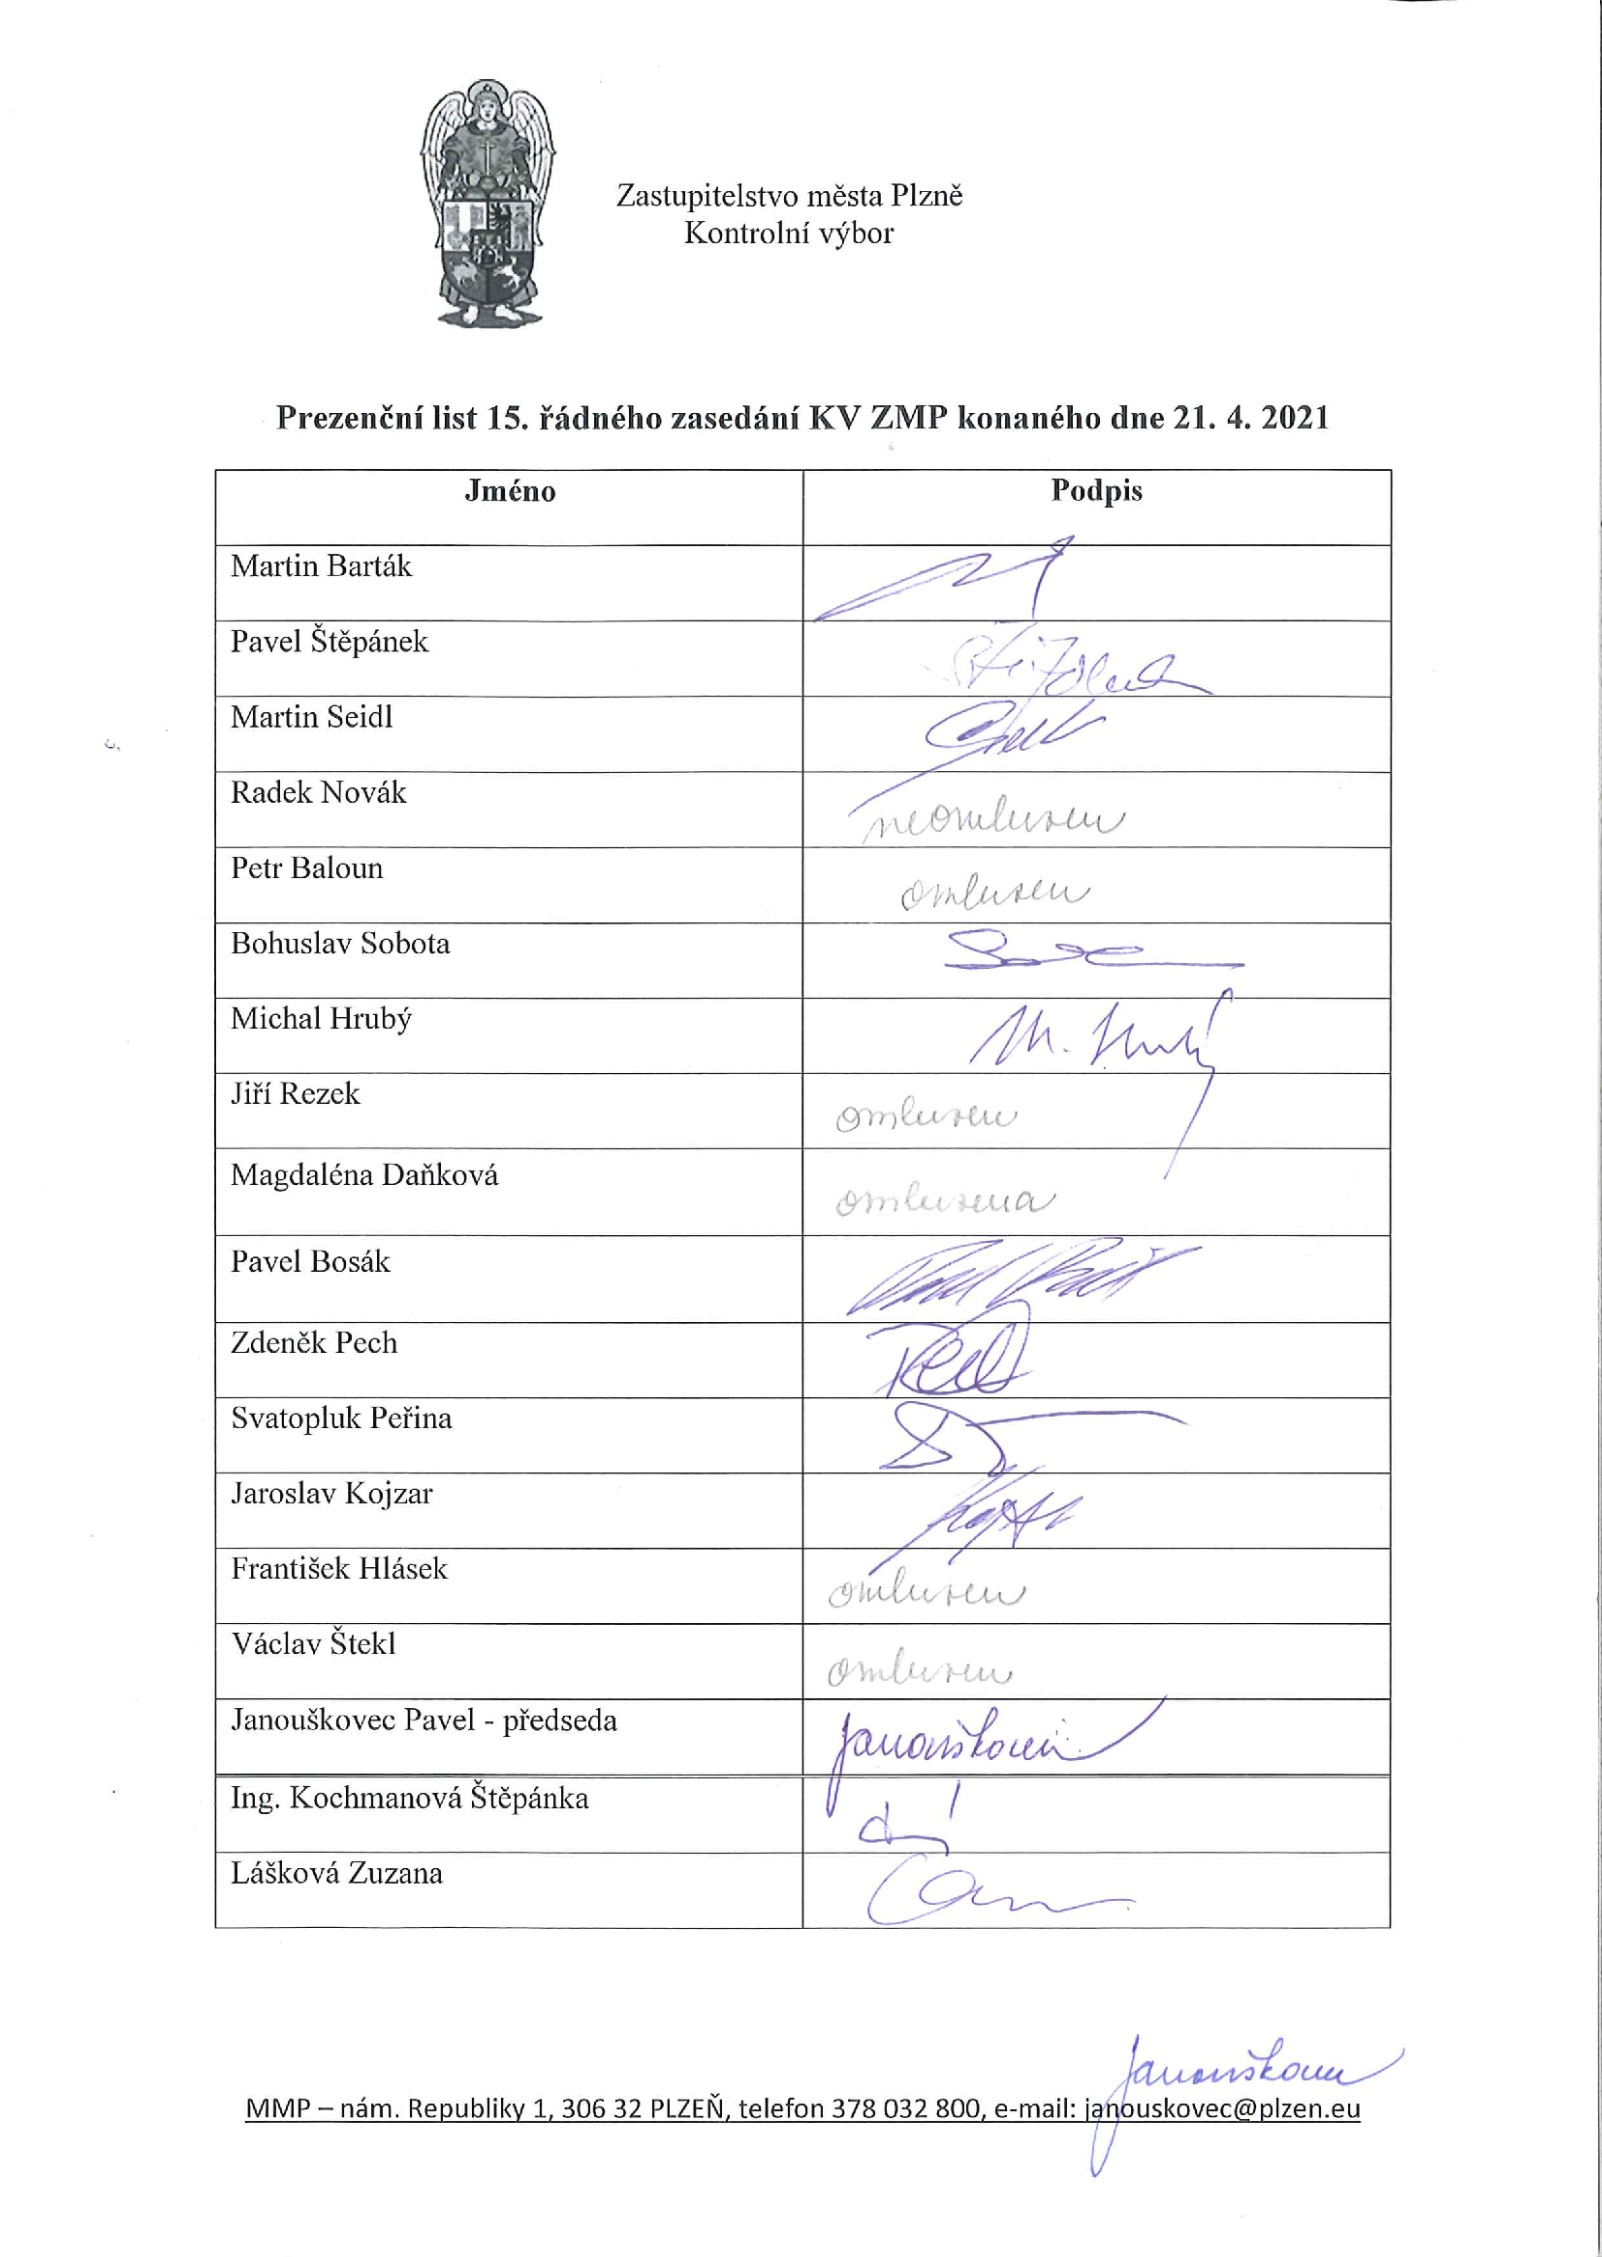 Zastupitelstvo města Plzně
Kontrolní výbor
Prezenční list 15. řádného zasedání KV ZMP konaného dne 21. 4. 2021
Jméno Podpis
Martin Barták
Pavel Štěpánek
Martin Seidl
Radek Novák neomluven
Petr Baloun omluven
Bohuslav Sobota
Michal Hrubý M. Hrubý
Jiří Rezek omluven
Magdaléna Daňková omluvena
Pavel Bosák
Zdeněk Pech
Svatopluk Peřina
Jaroslav Kojzar
František Hlásek omluven
Václav Štekl omluven
Janouškovec Pavel - předseda Janouškovec
Ing. Kochmanová Štěpánka
Lášková Zuzana
Janouškovec
MMP – nám. Republiky 1, 306 32 PLZEŇ, telefon 378 032 800, e-mail: janouskovec@plzen.eu